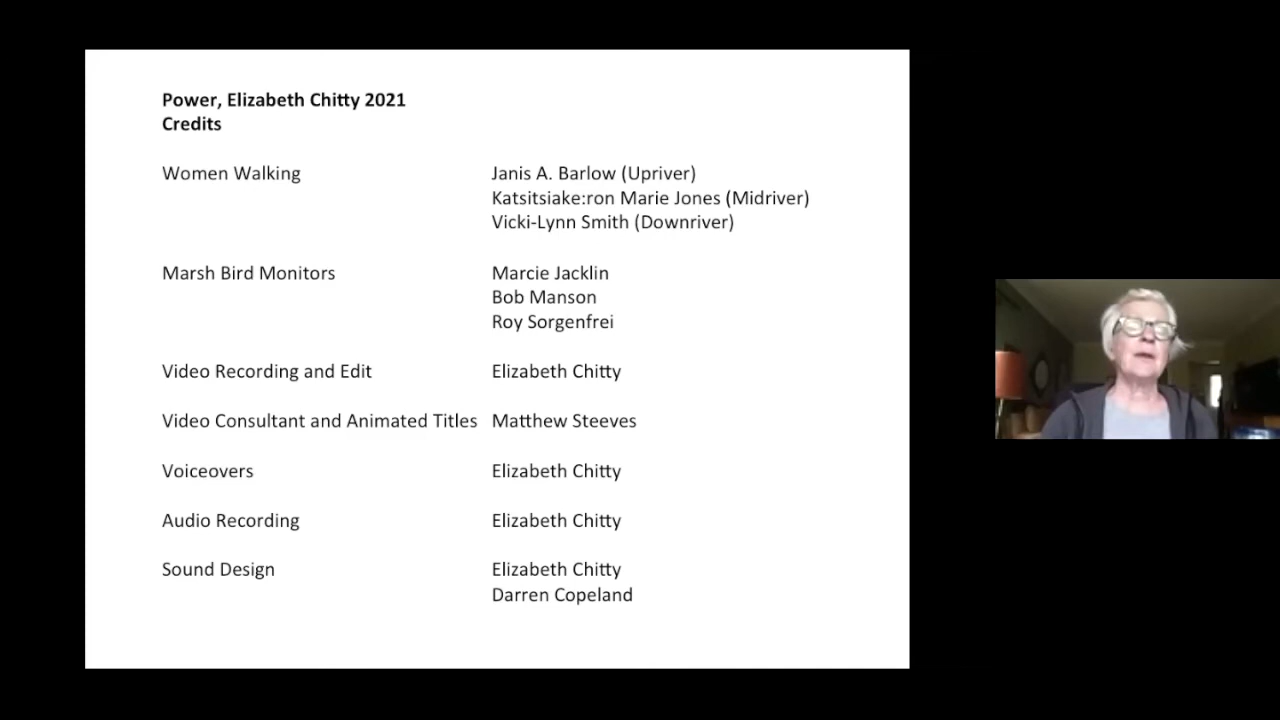 Power, Elizabeth Chitty 2021
Credits
Women Walking Janis A. Barlow (Upriver)
Katsitsiake:ron Marie Jones (Midriver)
Vicki-Lynn Smith (Downriver)
Marsh Bird Monitors Marcie Jacklin
Bob Manson
Roy Sorgenfrei
Video Recording and Edit Elizabeth Chitty
Video Consultant and Animated Titles Matthew Steeves
Voiceovers Elizabeth Chitty
Audio Recording Elizabeth Chitty
Sound Design Elizabeth Chitty
Darren Copeland